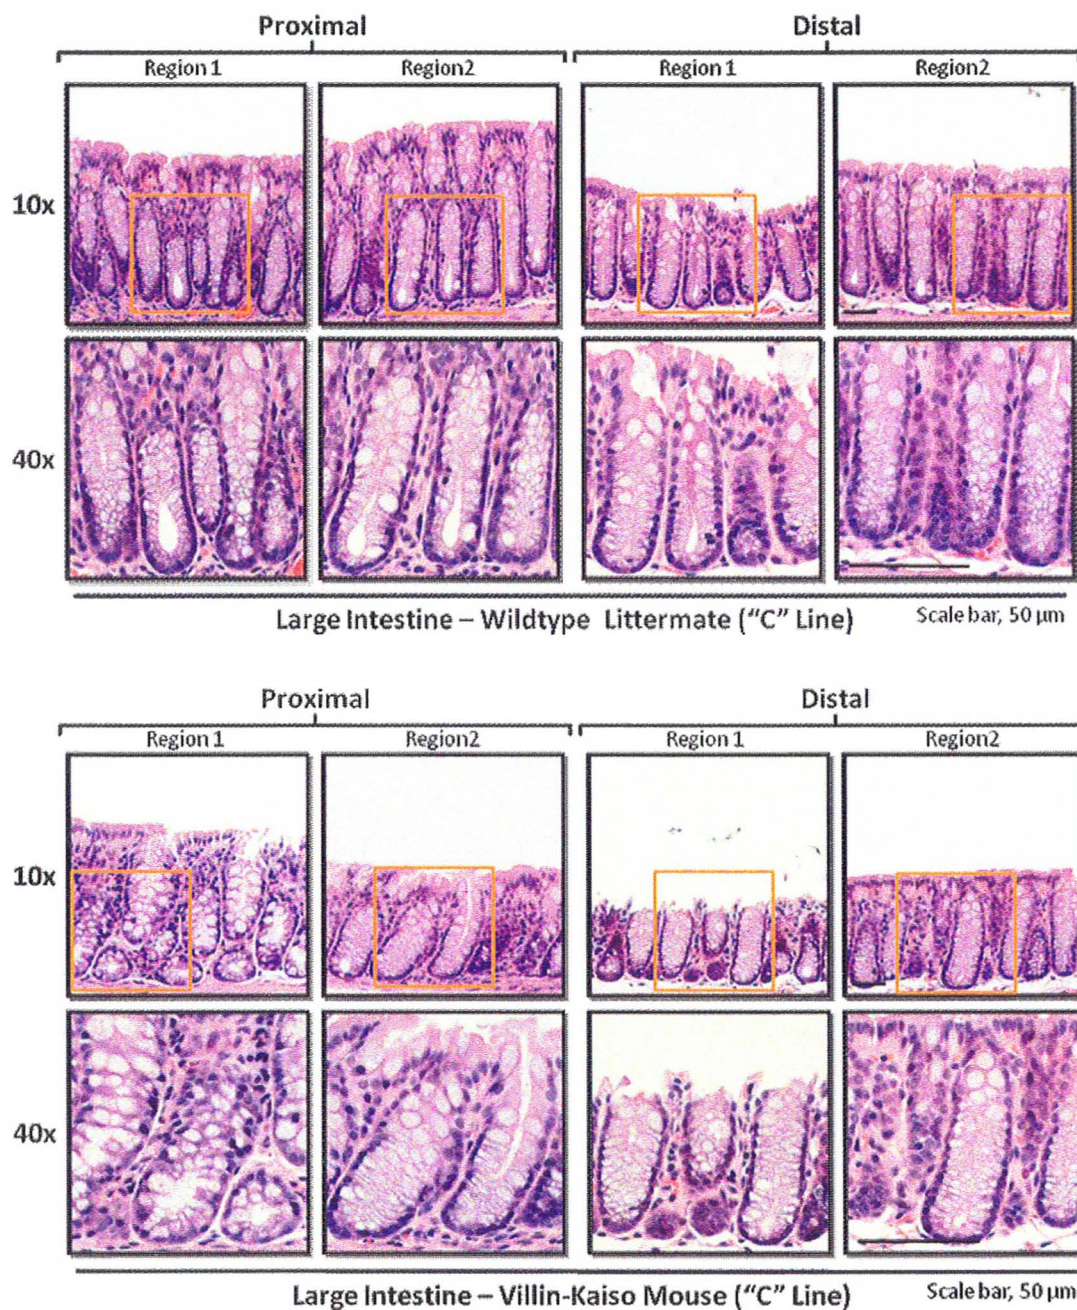 Proximal Distal
Region 1 Region2 Region 1 Region2
10x
40x
Large Intestine – Wildtype Littermate ("C" Line) Scale bar, 50 µm
Proximal Distal
Region 1 Region2 Region 1 Region2
10x
40x
Large Intestine – Villin-Kaiso Mouse ("C" Line) Scale bar, 50 µm